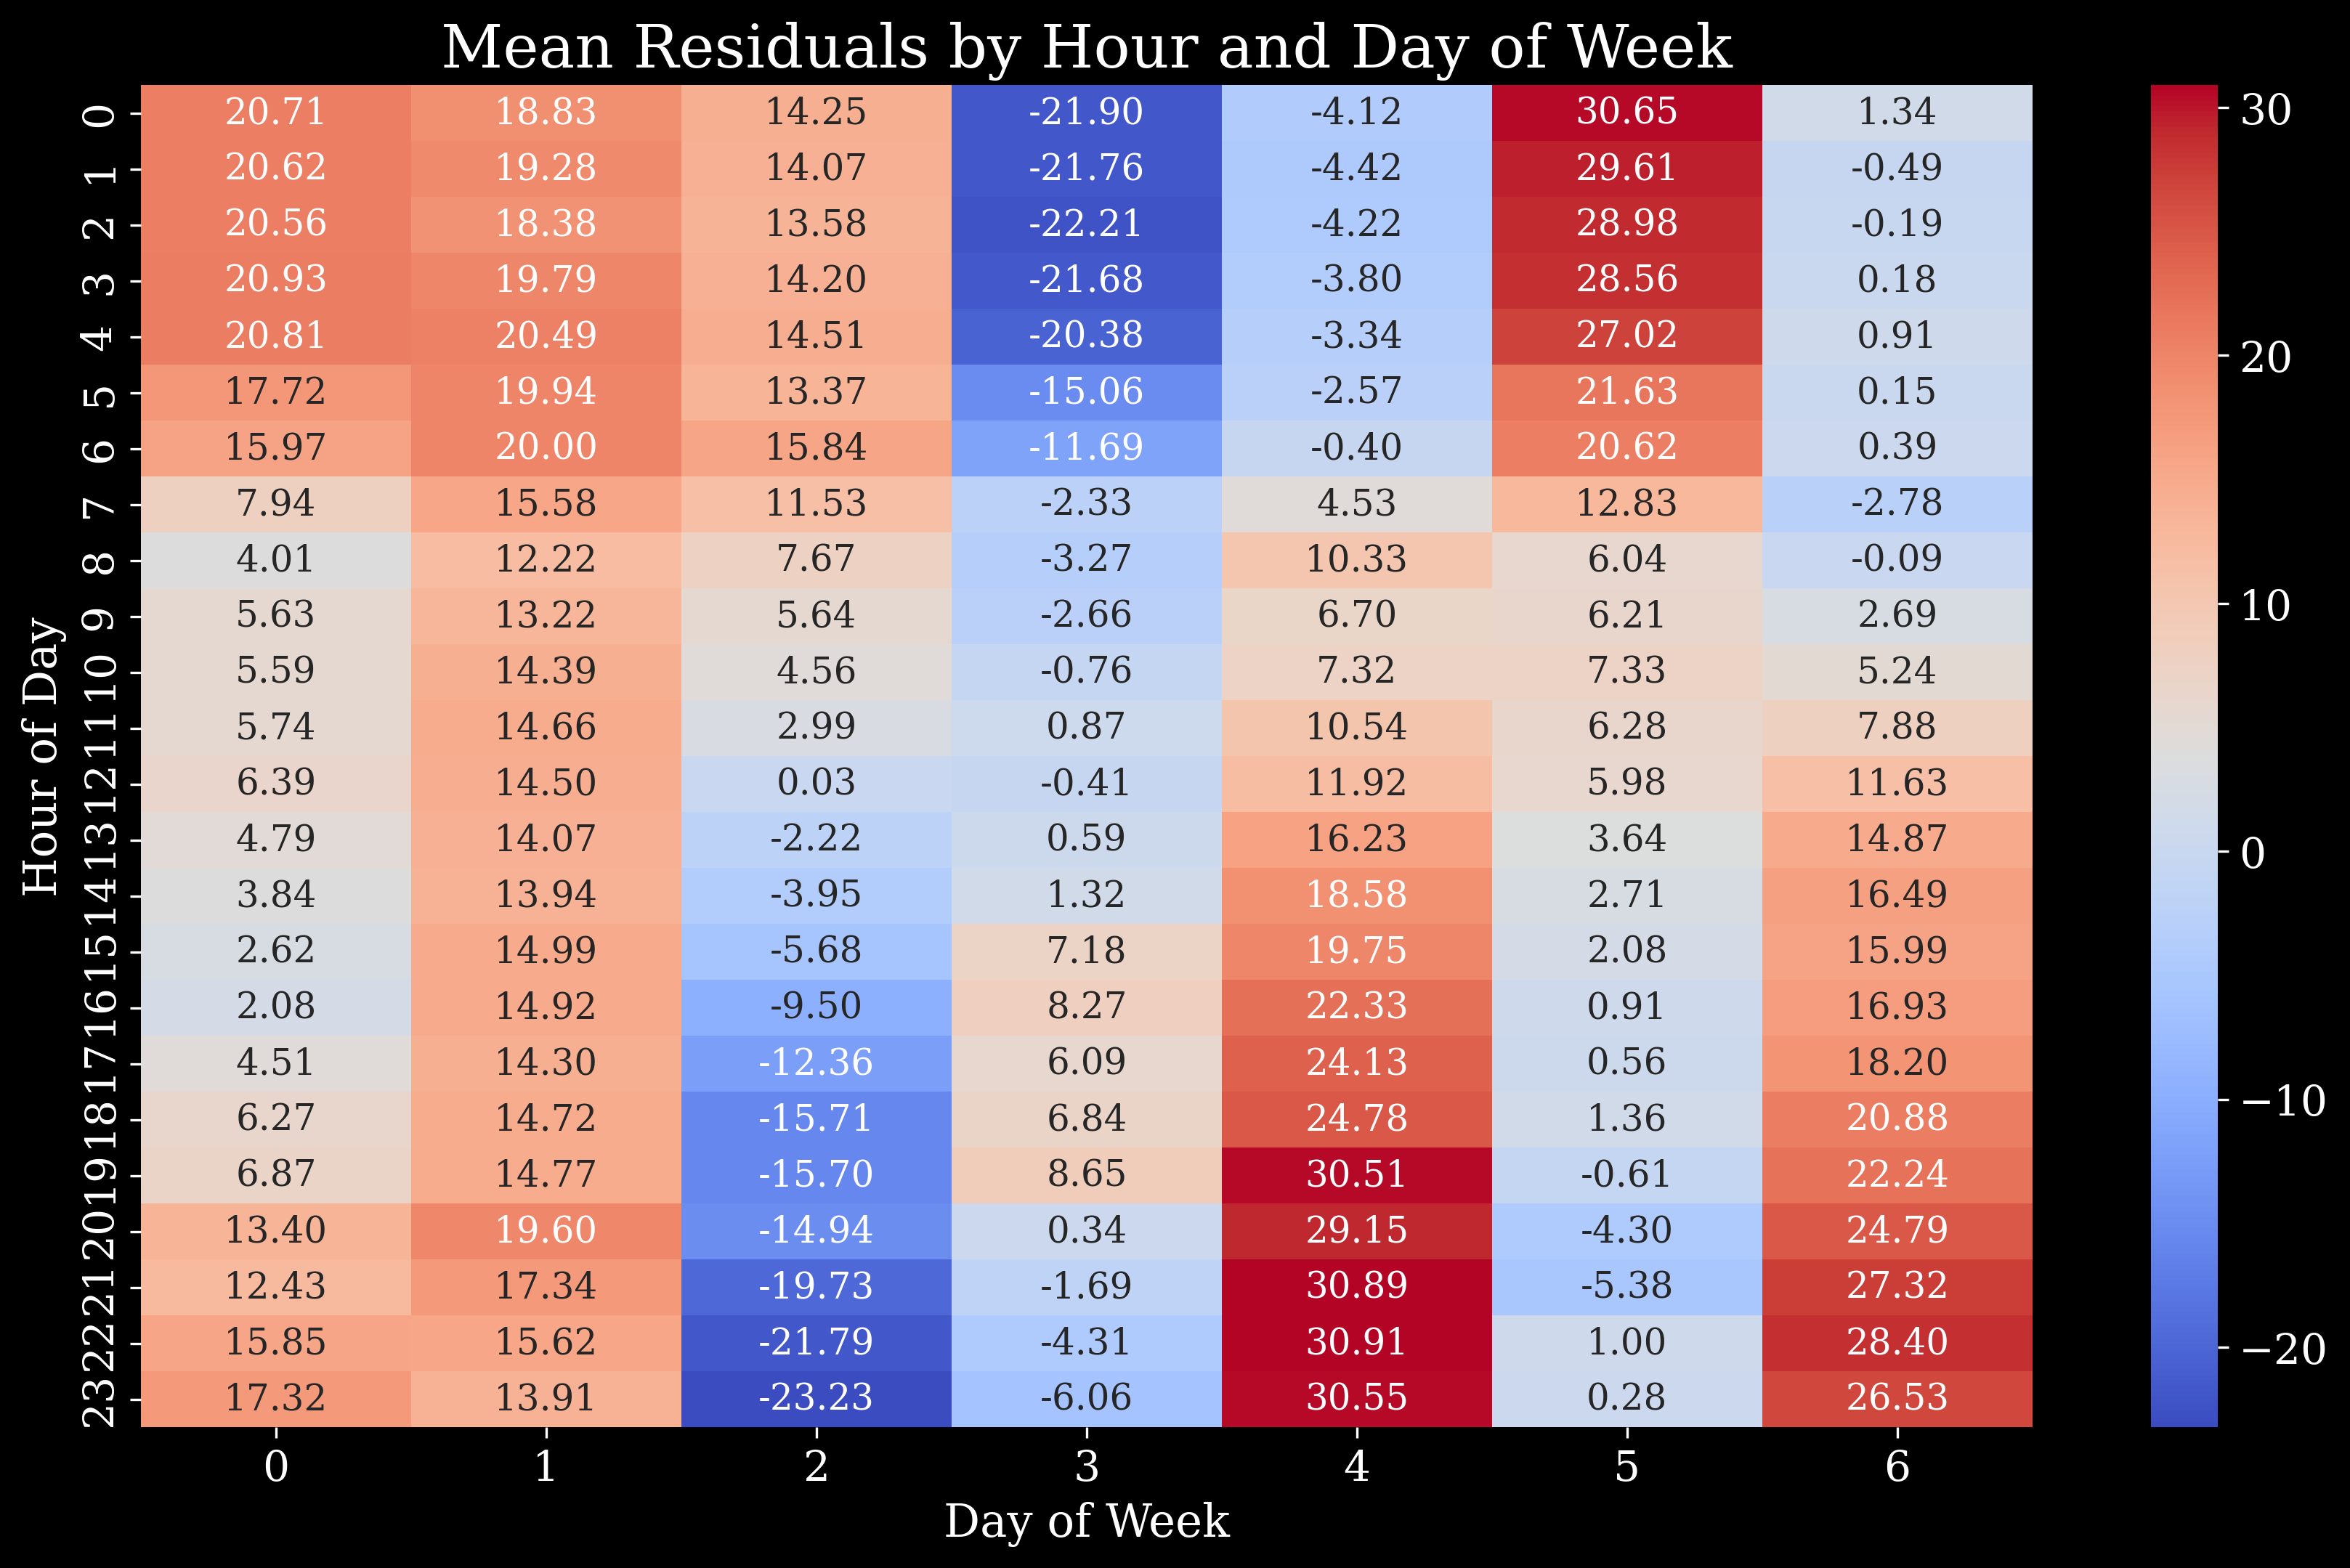 Mean Residuals by Hour and Day of Week
Hour of Day
0 20.71 18.83 14.25 -21.90 -4.12 30.65 1.34
1 20.62 19.28 14.07 -21.76 -4.42 29.61 -0.49
2 20.56 18.38 13.58 -22.21 -4.22 28.98 -0.19
3 20.93 19.79 14.20 -21.68 -3.80 28.56 0.18
4 20.81 20.49 14.51 -20.38 -3.34 27.02 0.91
5 17.72 19.94 13.37 -15.06 -2.57 21.63 0.15
6 15.97 20.00 15.84 -11.69 -0.40 20.62 0.39
7 7.94 15.58 11.53 -2.33 4.53 12.83 -2.78
8 4.01 12.22 7.67 -3.27 10.33 6.04 -0.09
9 5.63 13.22 5.64 -2.66 6.70 6.21 2.69
10 5.59 14.39 4.56 -0.76 7.32 7.33 5.24
11 5.74 14.66 2.99 0.87 10.54 6.28 7.88
12 6.39 14.50 0.03 -0.41 11.92 5.98 11.63
13 4.79 14.07 -2.22 0.59 16.23 3.64 14.87
14 3.84 13.94 -3.95 1.32 18.58 2.71 16.49
15 2.62 14.99 -5.68 7.18 19.75 2.08 15.99
16 2.08 14.92 -9.50 8.27 22.33 0.91 16.93
17 4.51 14.30 -12.36 6.09 24.13 0.56 18.20
18 6.27 14.72 -15.71 6.84 24.78 1.36 20.88
19 6.87 14.77 -15.70 8.65 30.51 -0.61 22.24
20 13.40 19.60 -14.94 0.34 29.15 -4.30 24.79
21 12.43 17.34 -19.73 -1.69 30.89 -5.38 27.32
22 15.85 15.62 -21.79 -4.31 30.91 1.00 28.40
23 17.32 13.91 -23.23 -6.06 30.55 0.28 26.53
0 1 2 3 4 5 6
Day of Week
30
20
10
0
−10
−20